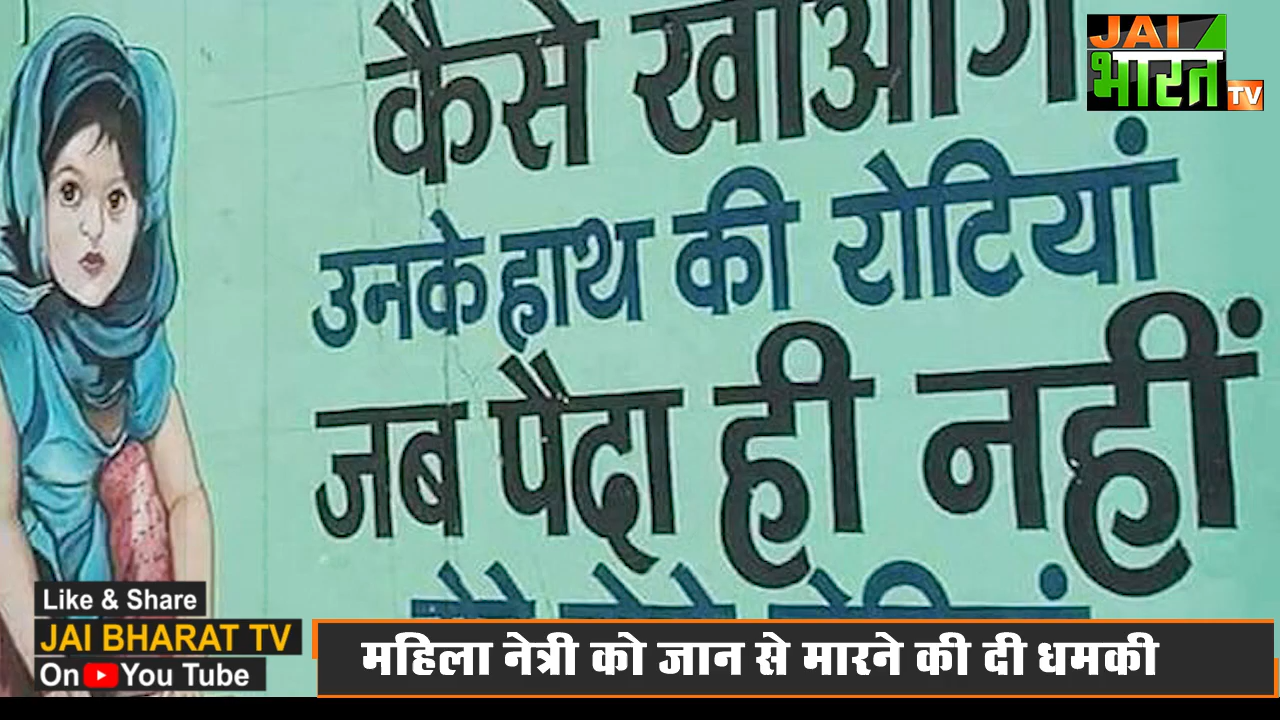 JAI
भारत TV
कैसे खाओगे
उनके हाथ की रोटियां
जब पैदा ही नहीं
Like & Share
JAI BHARAT TV
On You Tube
महिला नेत्री को जान से मारने की दी धमकी